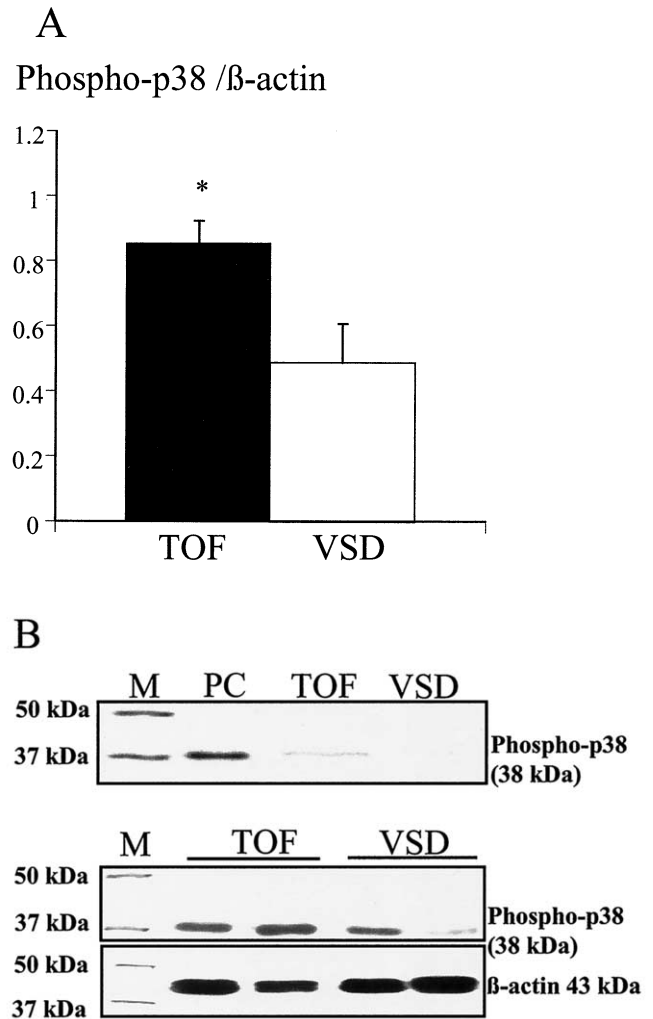 A
Phospho-p38 /ß-actin
1.2
1
*
0.8
0.6
0.4
0.2
0
TOF VSD
B
M PC TOF VSD
50 kDa
37 kDa
Phospho-p38
(38 kDa)
M TOF VSD
50 kDa
37 kDa
Phospho-p38
(38 kDa)
50 kDa
ß-actin 43 kDa
37 kDa